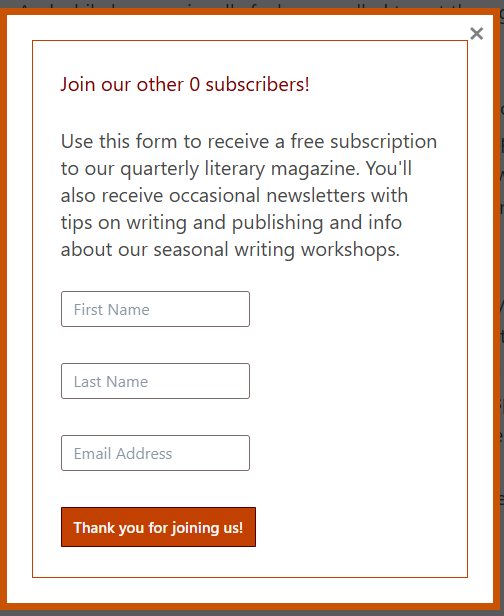 ×
Join our other 0 subscribers!
Use this form to receive a free subscription
to our quarterly literary magazine. You'll
also receive occasional newsletters with
tips on writing and publishing and info
about our seasonal writing workshops.
First Name
Last Name
Email Address
Thank you for joining us!